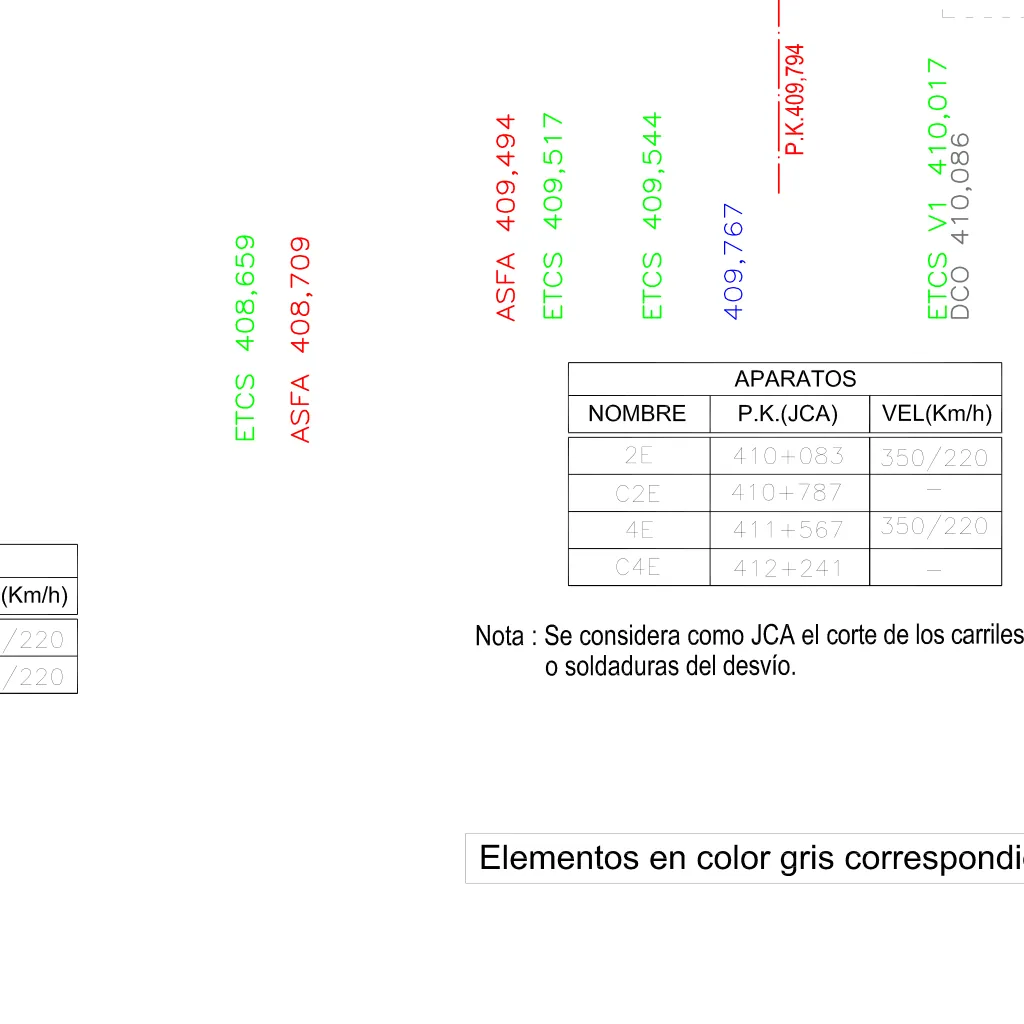 P.K.409,794
ETCS V1 410,017
DCO 410,086
ASFA 409,494
ETCS 409,517
ETCS 409,544
409,767
ETCS 408,659
ASFA 408,709
APARATOS
NOMBRE P.K.(JCA) VEL(Km/h)
2E 410+083 350/220
C2E 410+787 –
4E 411+567 350/220
C4E 412+241 –
(Km/h)
/220
/220
Nota : Se considera como JCA el corte de los carriles
o soldaduras del desvío.
Elementos en color gris correspondi